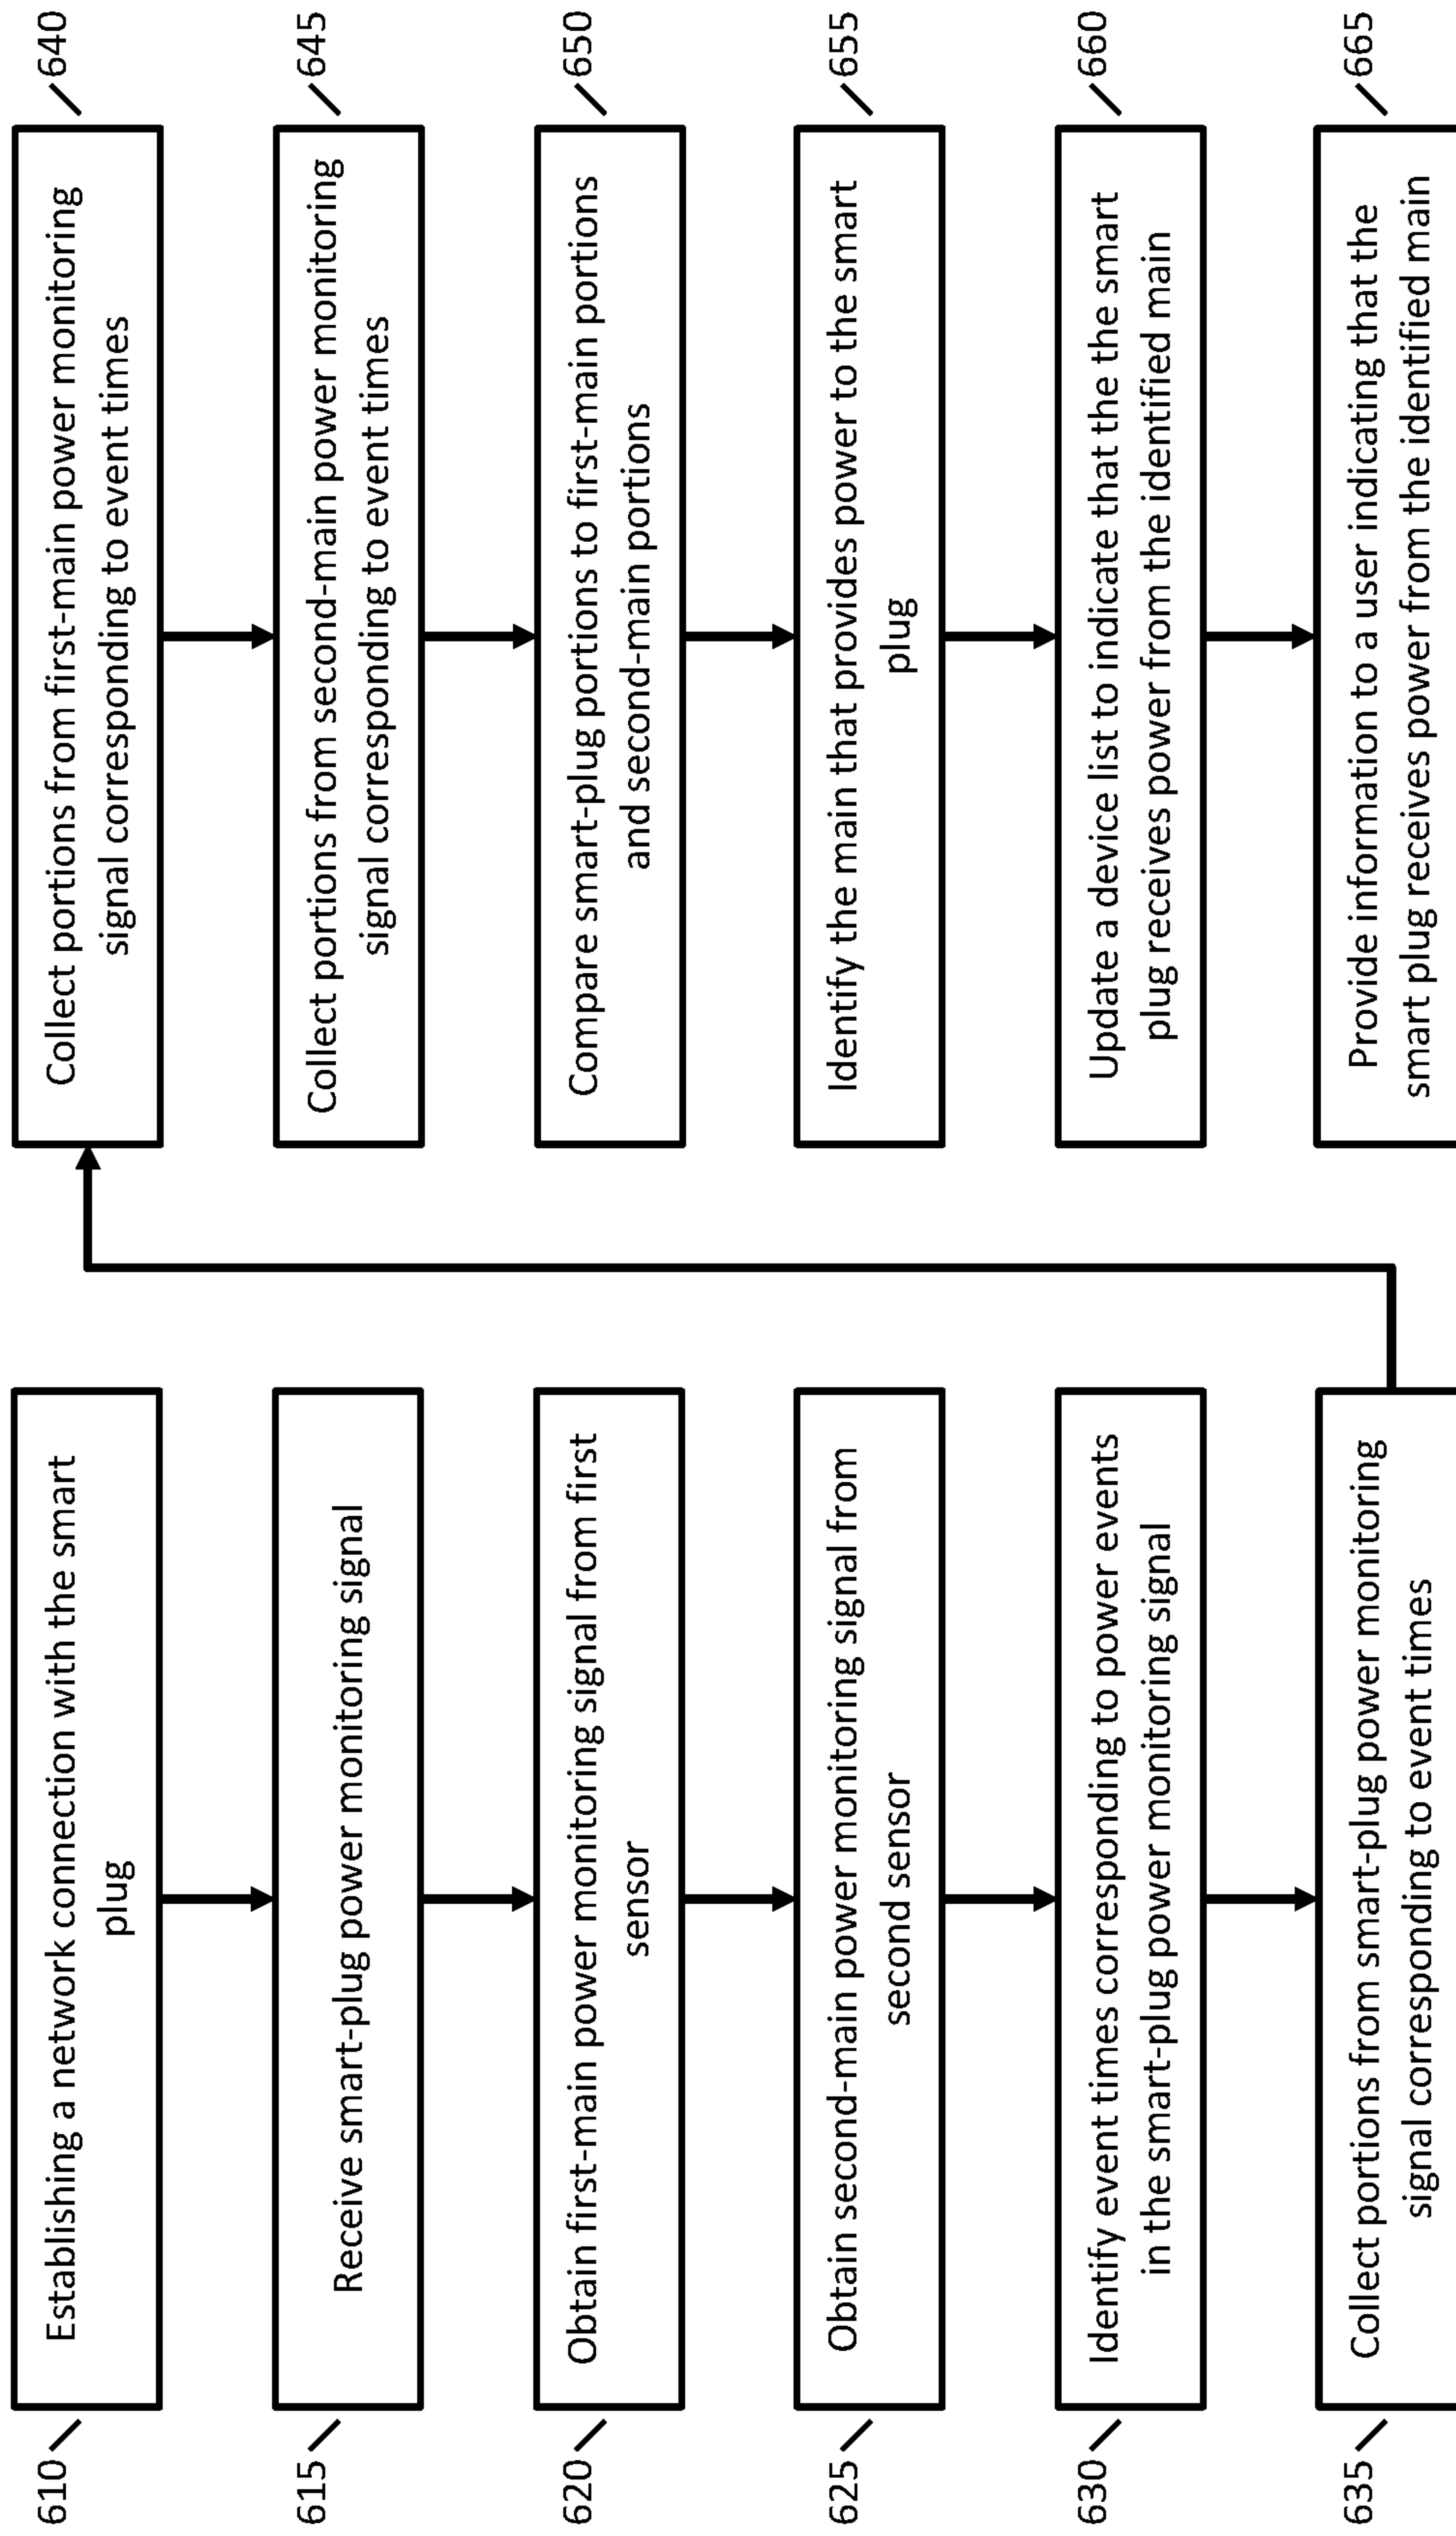 610
Establishing a network connection with the smart
plug
615
Receive smart-plug power monitoring signal
620
Obtain first-main power monitoring signal from first
sensor
625
Obtain second-main power monitoring signal from
second sensor
630
Identify event times corresponding to power events
in the smart-plug power monitoring signal
635
Collect portions from smart-plug power monitoring
signal corresponding to event times
640
Collect portions from first-main power monitoring
signal corresponding to event times
645
Collect portions from second-main power monitoring
signal corresponding to event times
650
Compare smart-plug portions to first-main portions
and second-main portions
655
Identify the main that provides power to the smart
plug
660
Update a device list to indicate that the the smart
plug receives power from the identified main
665
Provide information to a user indicating that the
smart plug receives power from the identified main